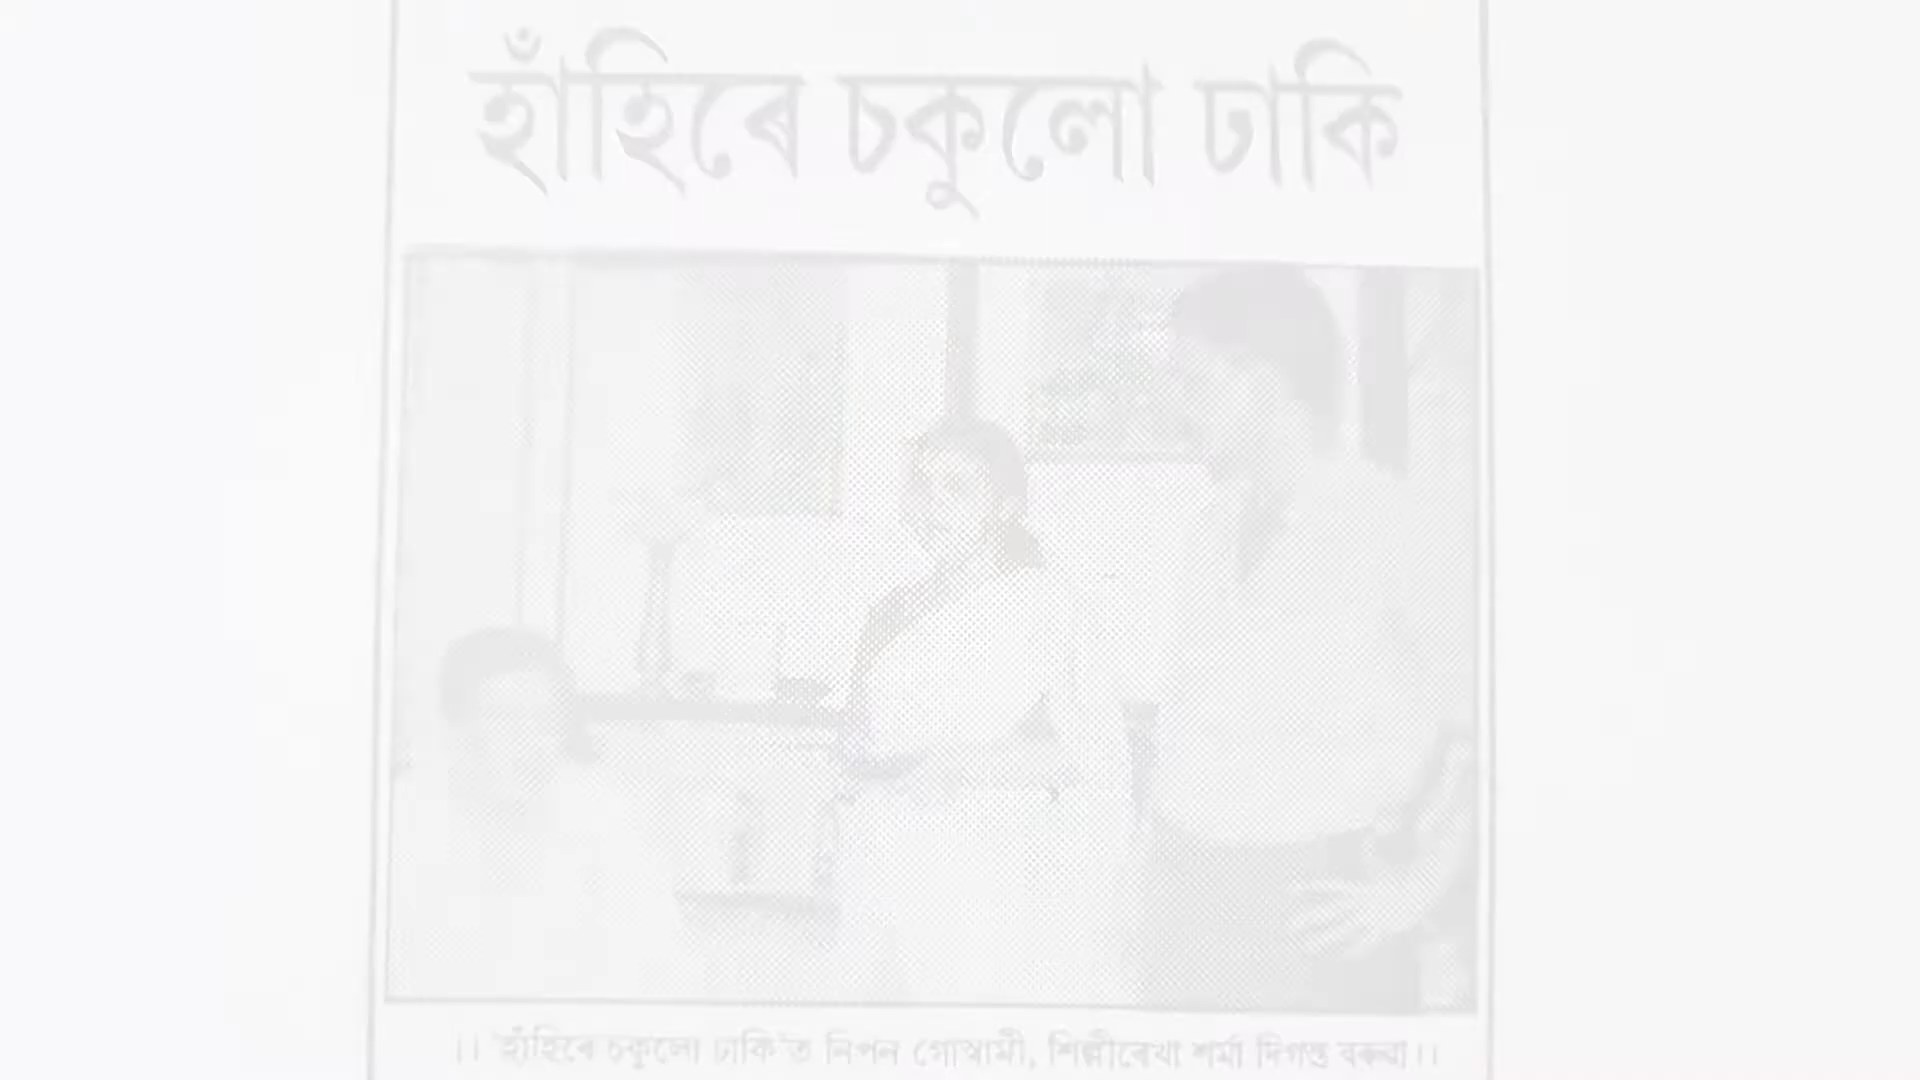 হাঁহিৰে চকুলো ঢাকি
।। 'হাঁহিৰে চকুলো ঢাকি'ত নিপন গোস্বামী, শিল্পীৰেখা শৰ্মা দিগন্ত বৰুৱা।।